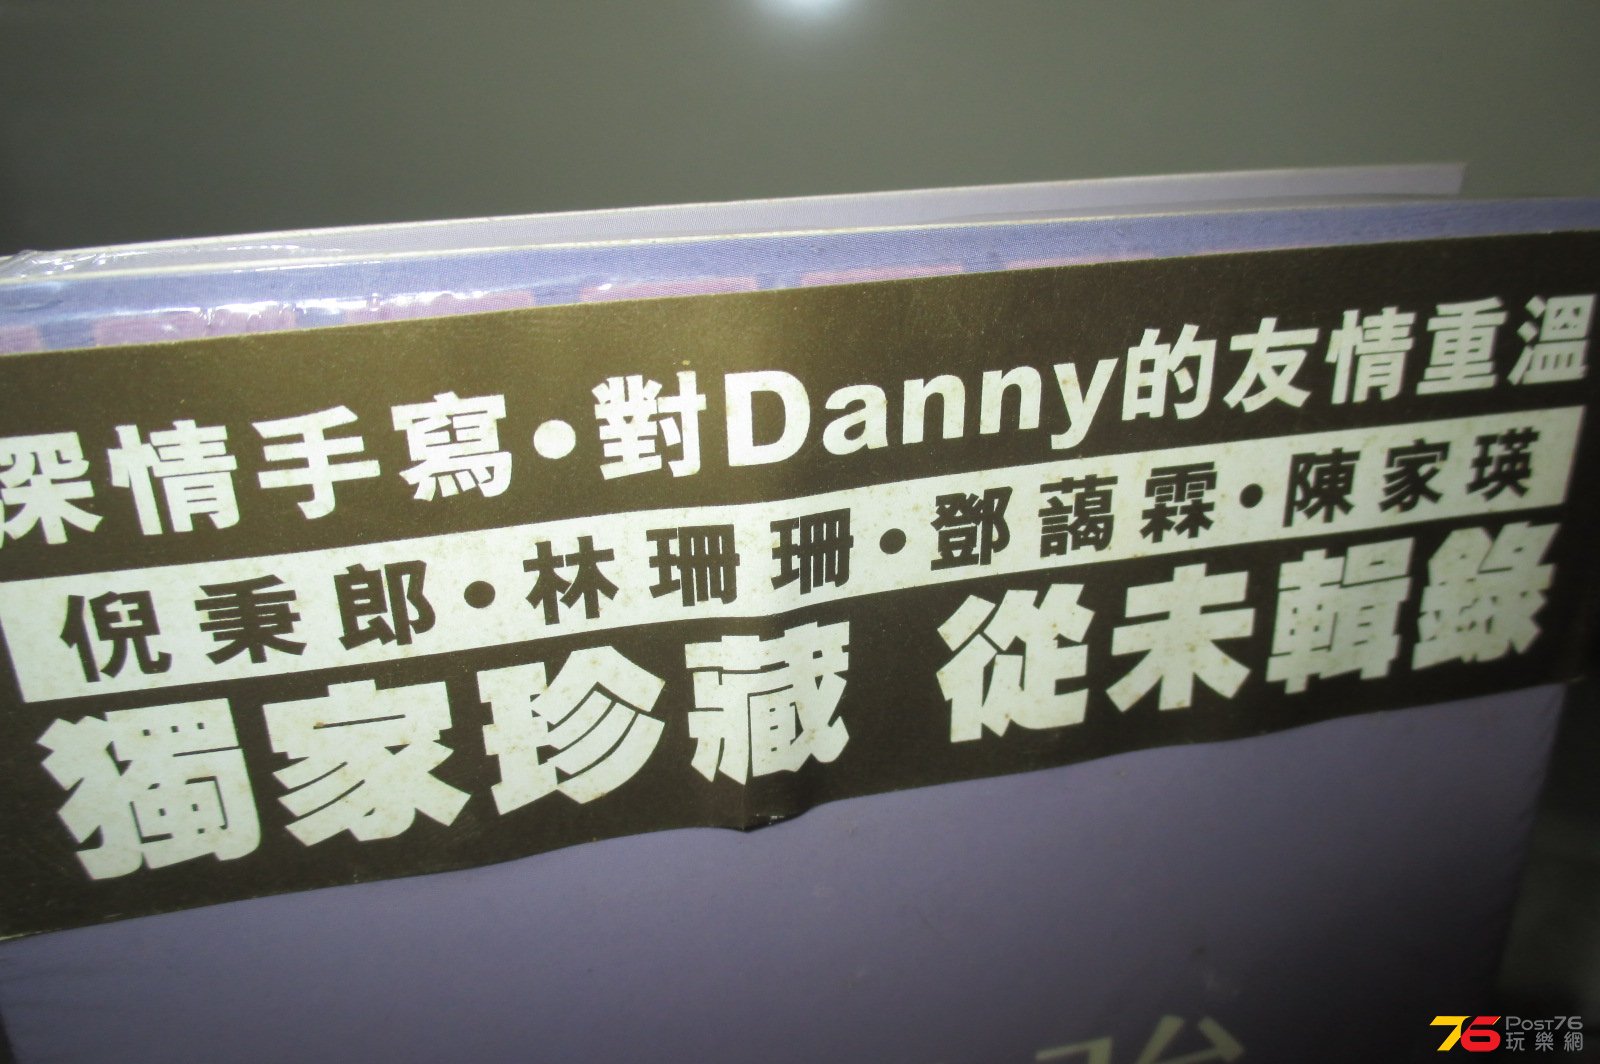 深情手寫·對Danny的友情重溫
倪秉郎·林珊珊·鄧藹霖·陳家瑛
獨家珍藏 從未輯錄
76 Post76
玩樂網